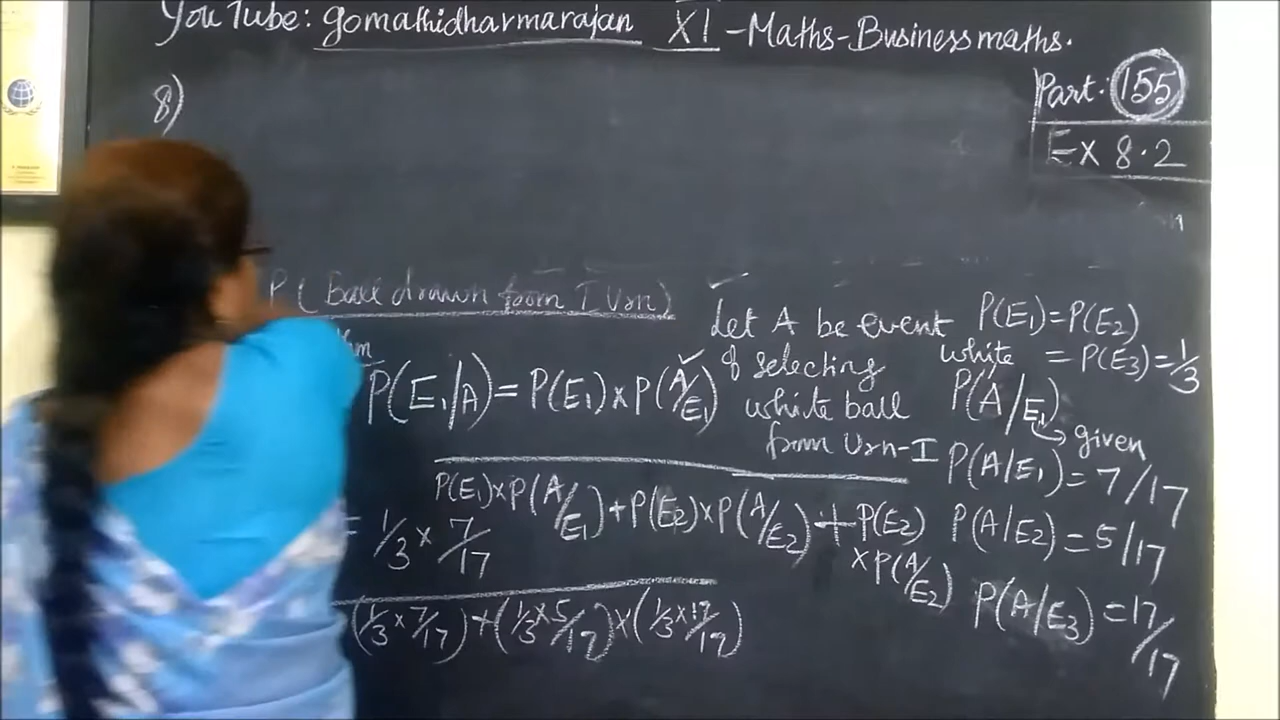 YouTube: gomathidharmarajan XI - Maths - Business maths.
8)
Part: 155
Ex 8.2
P( Ball drawn from I Urn)
Let A be event
of selecting white
white ball
from Urn-I
P(E₁)=P(E₂)
=P(E₃)=1/3
P(A/E₁)
given
P(E₁/A) = P(E₁)×P(A/E₁)
P(E₁)×P(A/E₁)+P(E₂)×P(A/E₂)+P(E₂)
×P(A/E₂)
P(A/E₁)=7/17
P(A/E₂)=5/17
P(A/E₃)=17/17
= 1/3 × 7/17
(1/3×7/17)+(1/3×5/17)×(1/3×17/17)